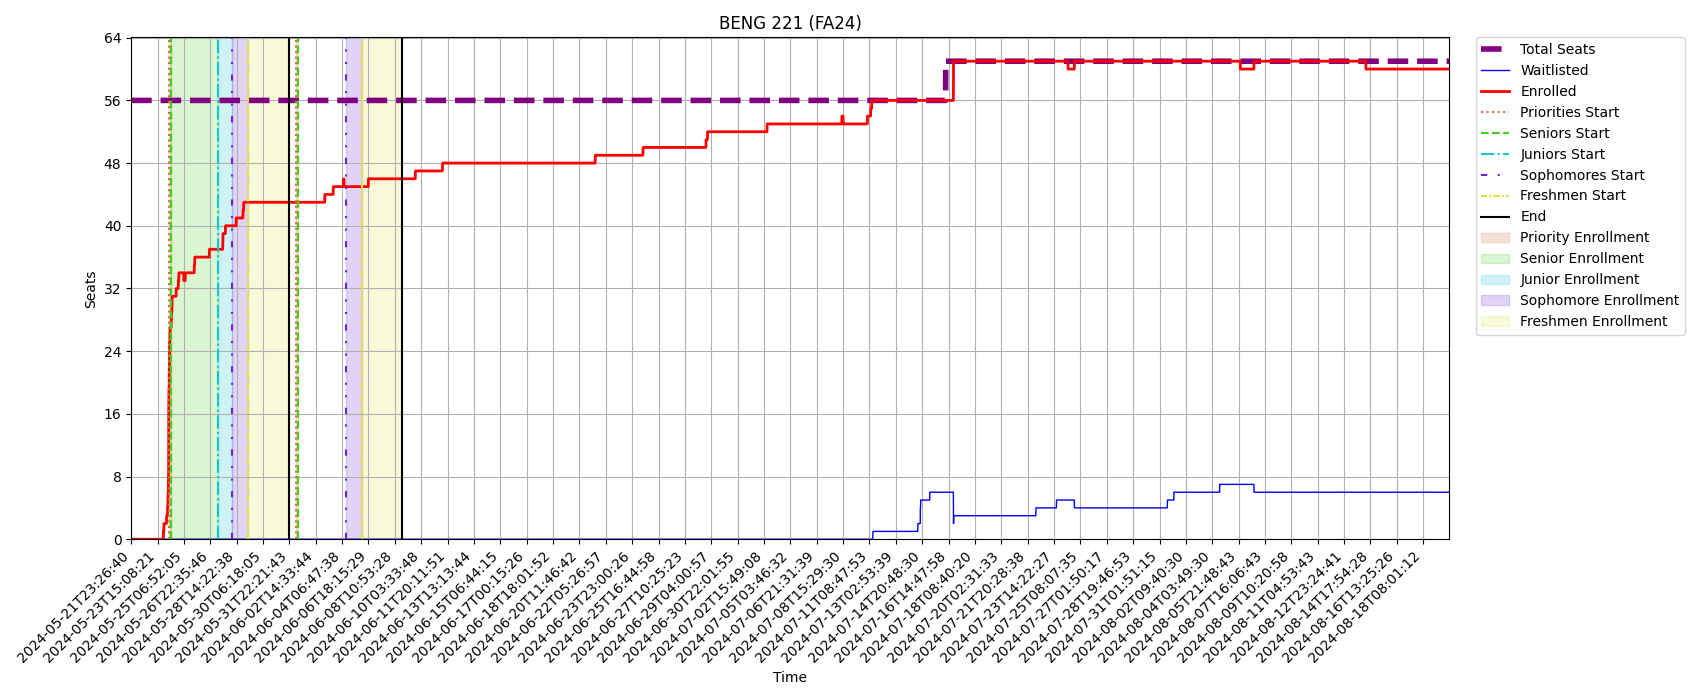 BENG 221 (FA24)
Total Seats
Waitlisted
Enrolled
Priorities Start
Seniors Start
Juniors Start
Sophomores Start
Freshmen Start
End
Priority Enrollment
Senior Enrollment
Junior Enrollment
Sophomore Enrollment
Freshmen Enrollment
Seats
64
56
48
40
32
24
16
8
0
2024-05-21T23:26:40
2024-05-23T15:08:21
2024-05-25T06:52:05
2024-05-26T22:35:46
2024-05-28T14:22:38
2024-05-30T06:18:05
2024-05-31T22:21:43
2024-06-02T14:33:44
2024-06-04T06:47:38
2024-06-06T18:15:29
2024-06-08T10:53:28
2024-06-10T03:33:48
2024-06-11T20:11:51
2024-06-13T13:13:44
2024-06-15T06:44:15
2024-06-17T00:15:26
2024-06-18T18:01:52
2024-06-20T11:46:42
2024-06-22T05:26:57
2024-06-23T23:00:26
2024-06-25T16:44:58
2024-06-27T10:25:23
2024-06-29T04:00:57
2024-06-30T22:01:55
2024-07-02T15:49:08
2024-07-05T03:46:32
2024-07-06T21:31:39
2024-07-08T15:29:30
2024-07-11T08:47:53
2024-07-13T02:53:39
2024-07-14T20:48:30
2024-07-16T14:47:58
2024-07-18T08:40:20
2024-07-20T02:31:33
2024-07-21T20:28:38
2024-07-23T14:22:27
2024-07-25T08:07:35
2024-07-27T01:50:17
2024-07-28T19:46:53
2024-07-31T01:51:15
2024-08-02T09:40:30
2024-08-04T03:49:30
2024-08-05T21:48:43
2024-08-07T16:06:43
2024-08-09T10:20:58
2024-08-11T04:53:43
2024-08-12T23:24:41
2024-08-14T17:54:28
2024-08-16T13:25:26
2024-08-18T08:01:12
Time